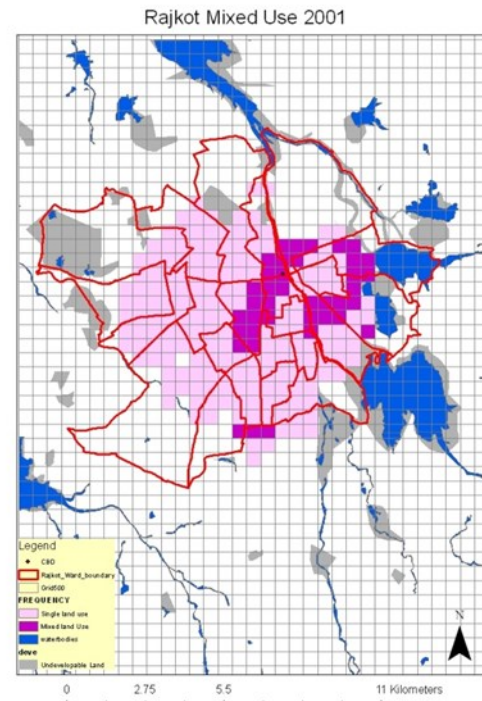 Rajkot Mixed Use 2001
Legend
CBD
Rajkot_Ward_boundary
Grid500
FREQUENCY
Single land use
Mixed land Use
waterbodies
deve
Undevelopable Land
N
0 2.75 5.5 11 Kilometers